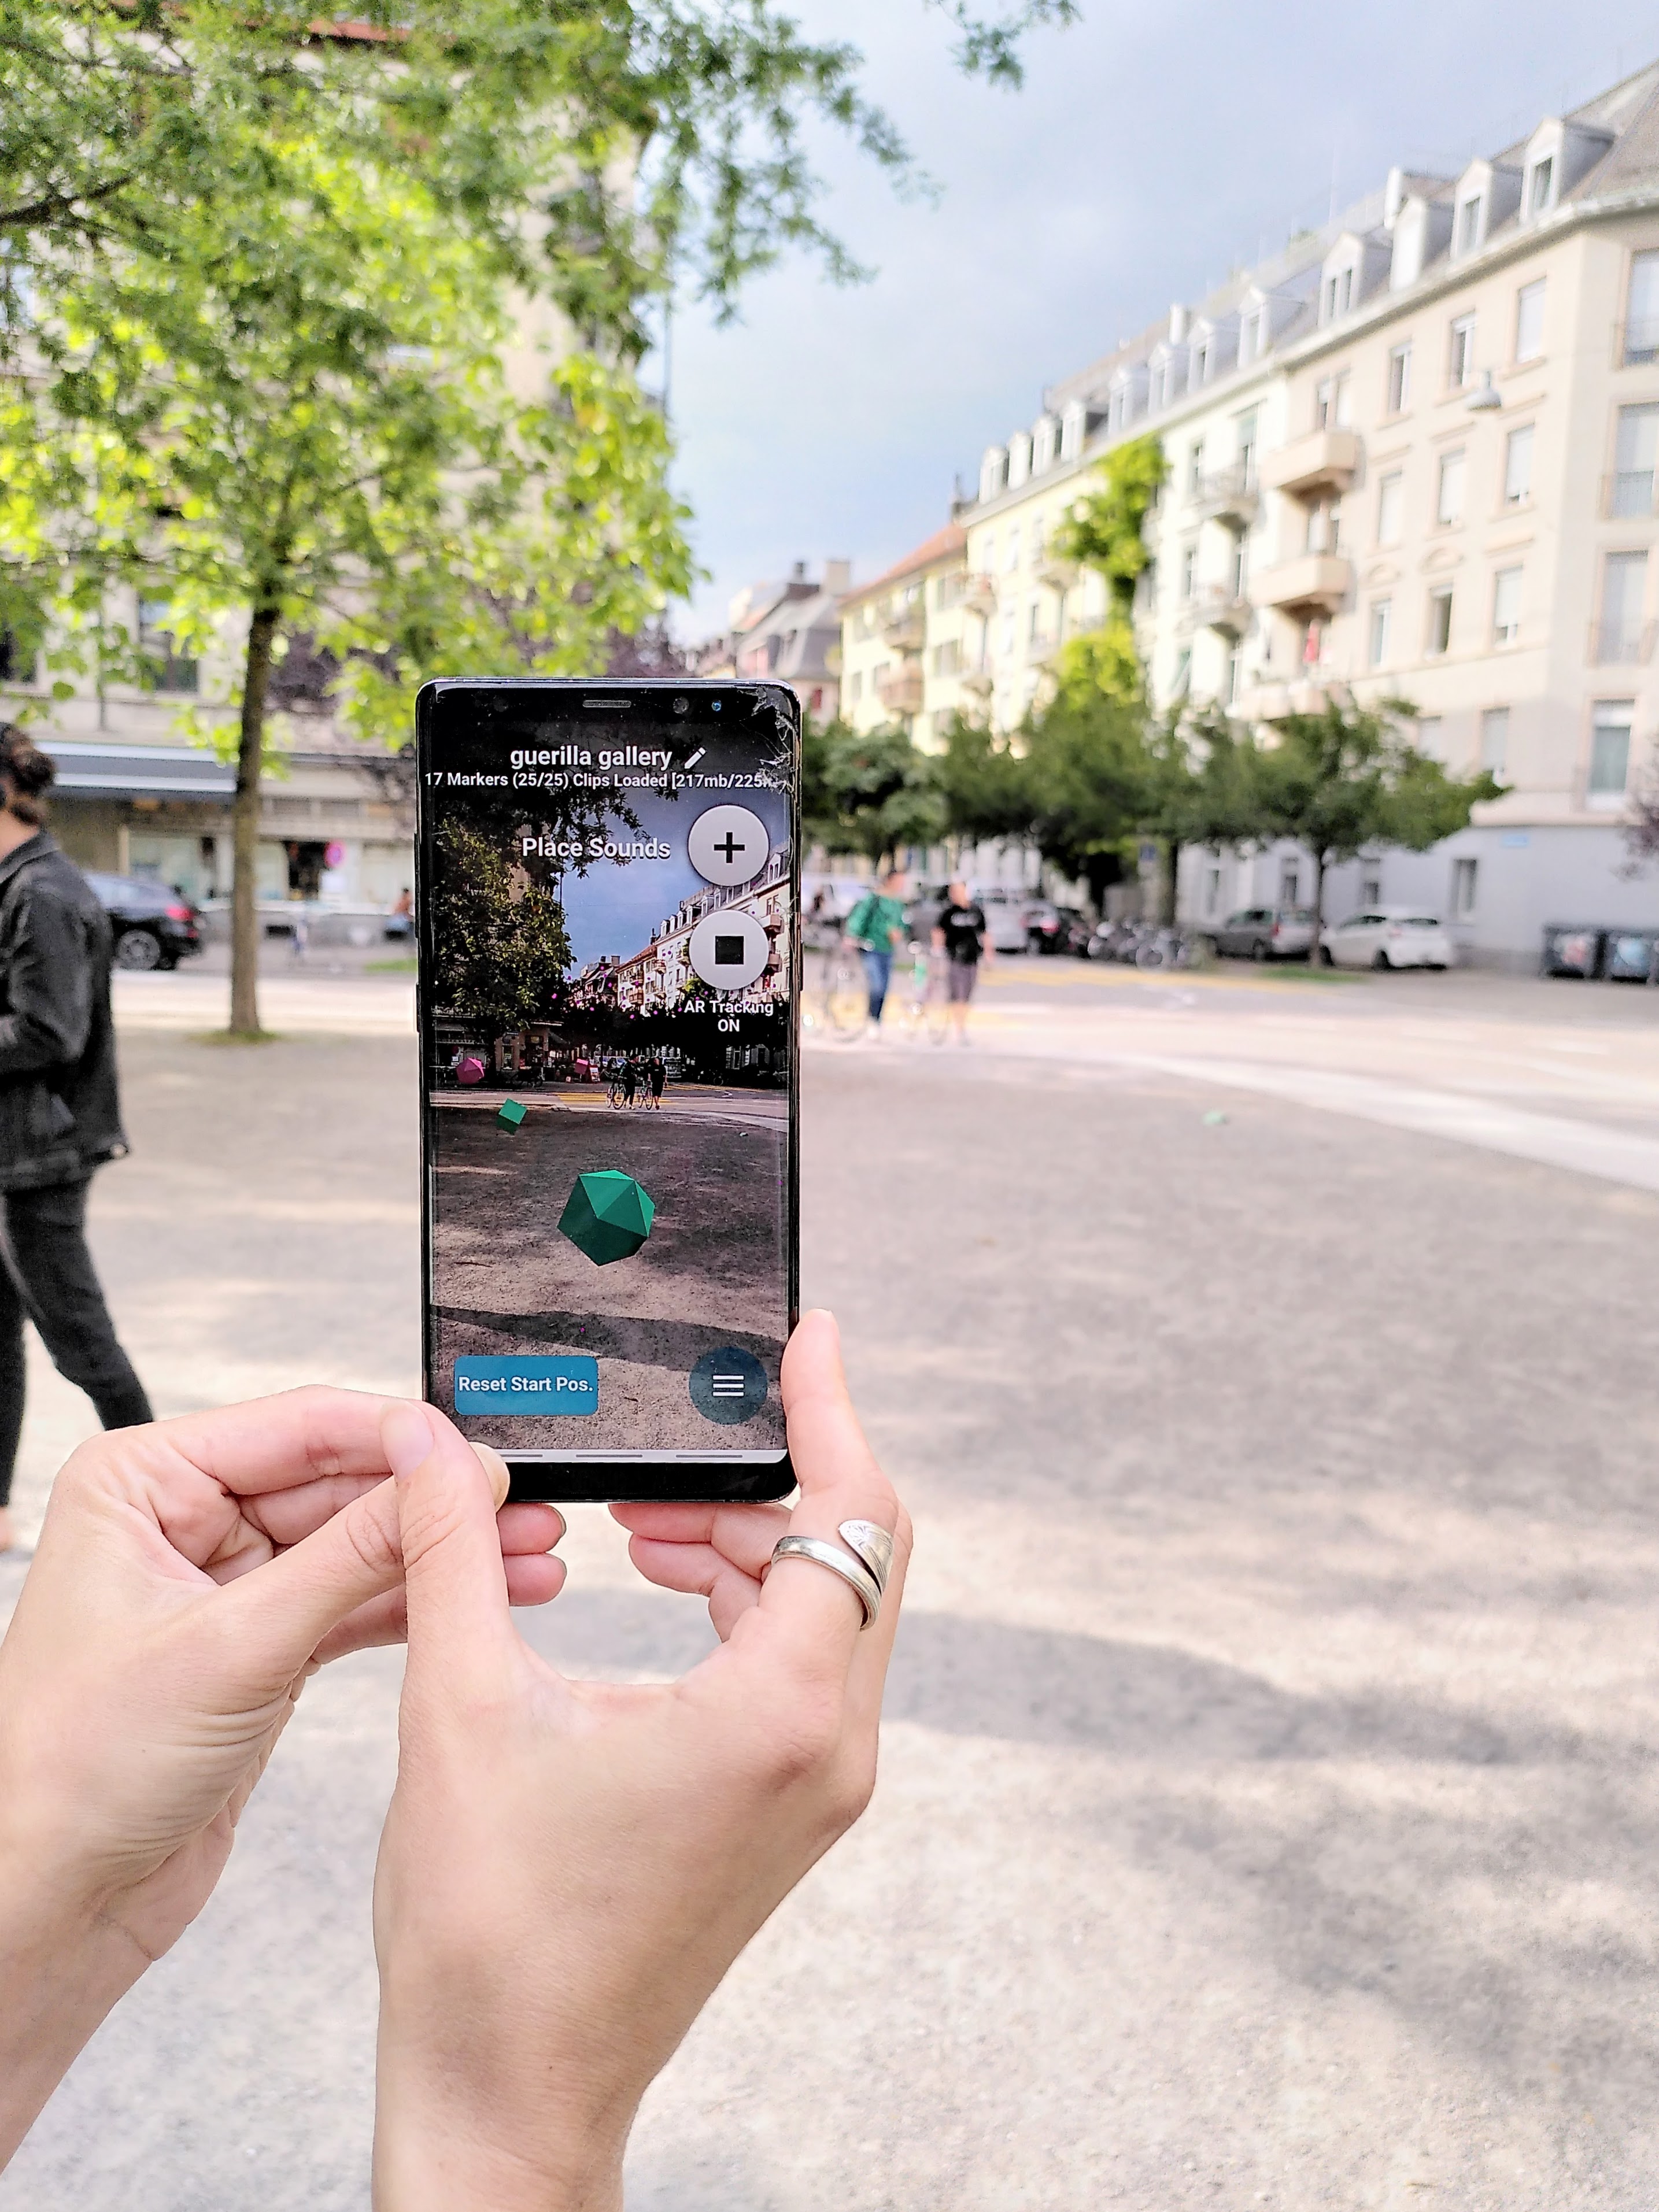 guerilla gallery
17 Markers (25/25) Clips Loaded [217mb/225
Place Sounds
AR Tracking
ON
Reset Start Pos.